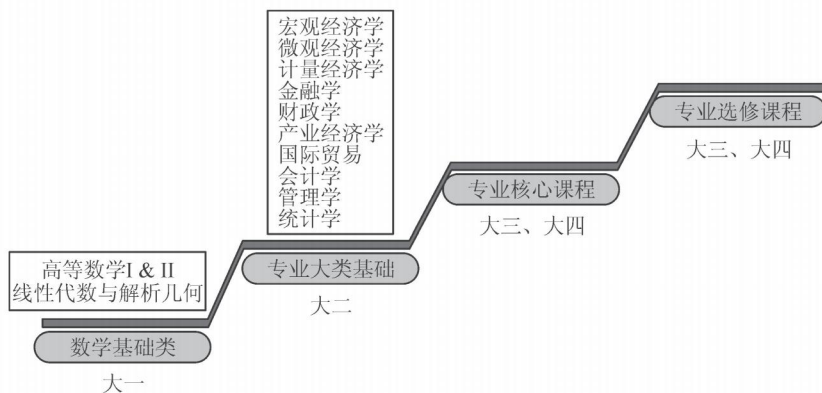 宏观经济学
微观经济学
计量经济学
金融学
财政学
产业经济学
国际贸易
会计学
管理学
统计学
专业选修课程
大三、大四
专业核心课程
大三、大四
高等数学I & II
线性代数与解析几何
专业大类基础
大二
数学基础类
大一